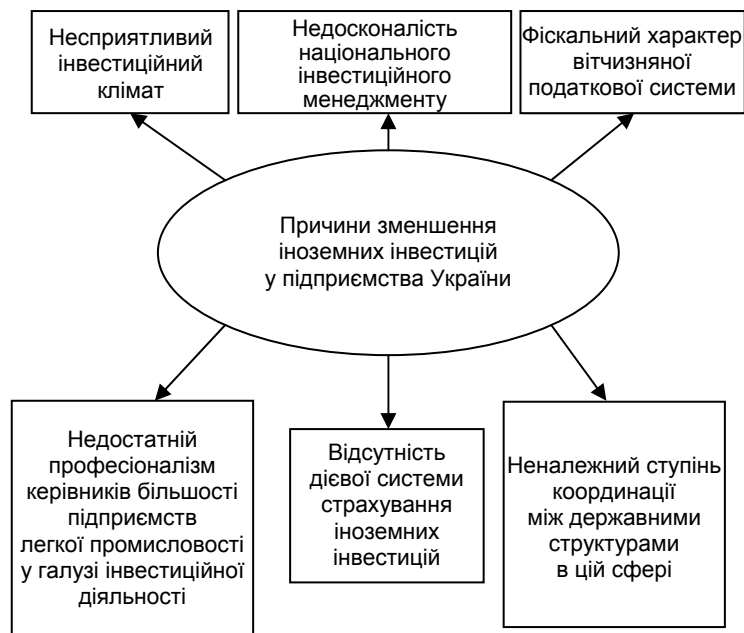 Несприятливий
інвестиційний
клімат
Недосконалість
національного
інвестиційного
менеджменту
Фіскальний характер
вітчизняної
податкової системи
Причини зменшення
іноземних інвестицій
у підприємства України
Недостатній
професіоналізм
керівників більшості
підприємств
легкої промисловості
у галузі інвестиційної
діяльності
Відсутність
дієвої системи
страхування
іноземних
інвестицій
Неналежний ступінь
координації
між державними
структурами
в цій сфері